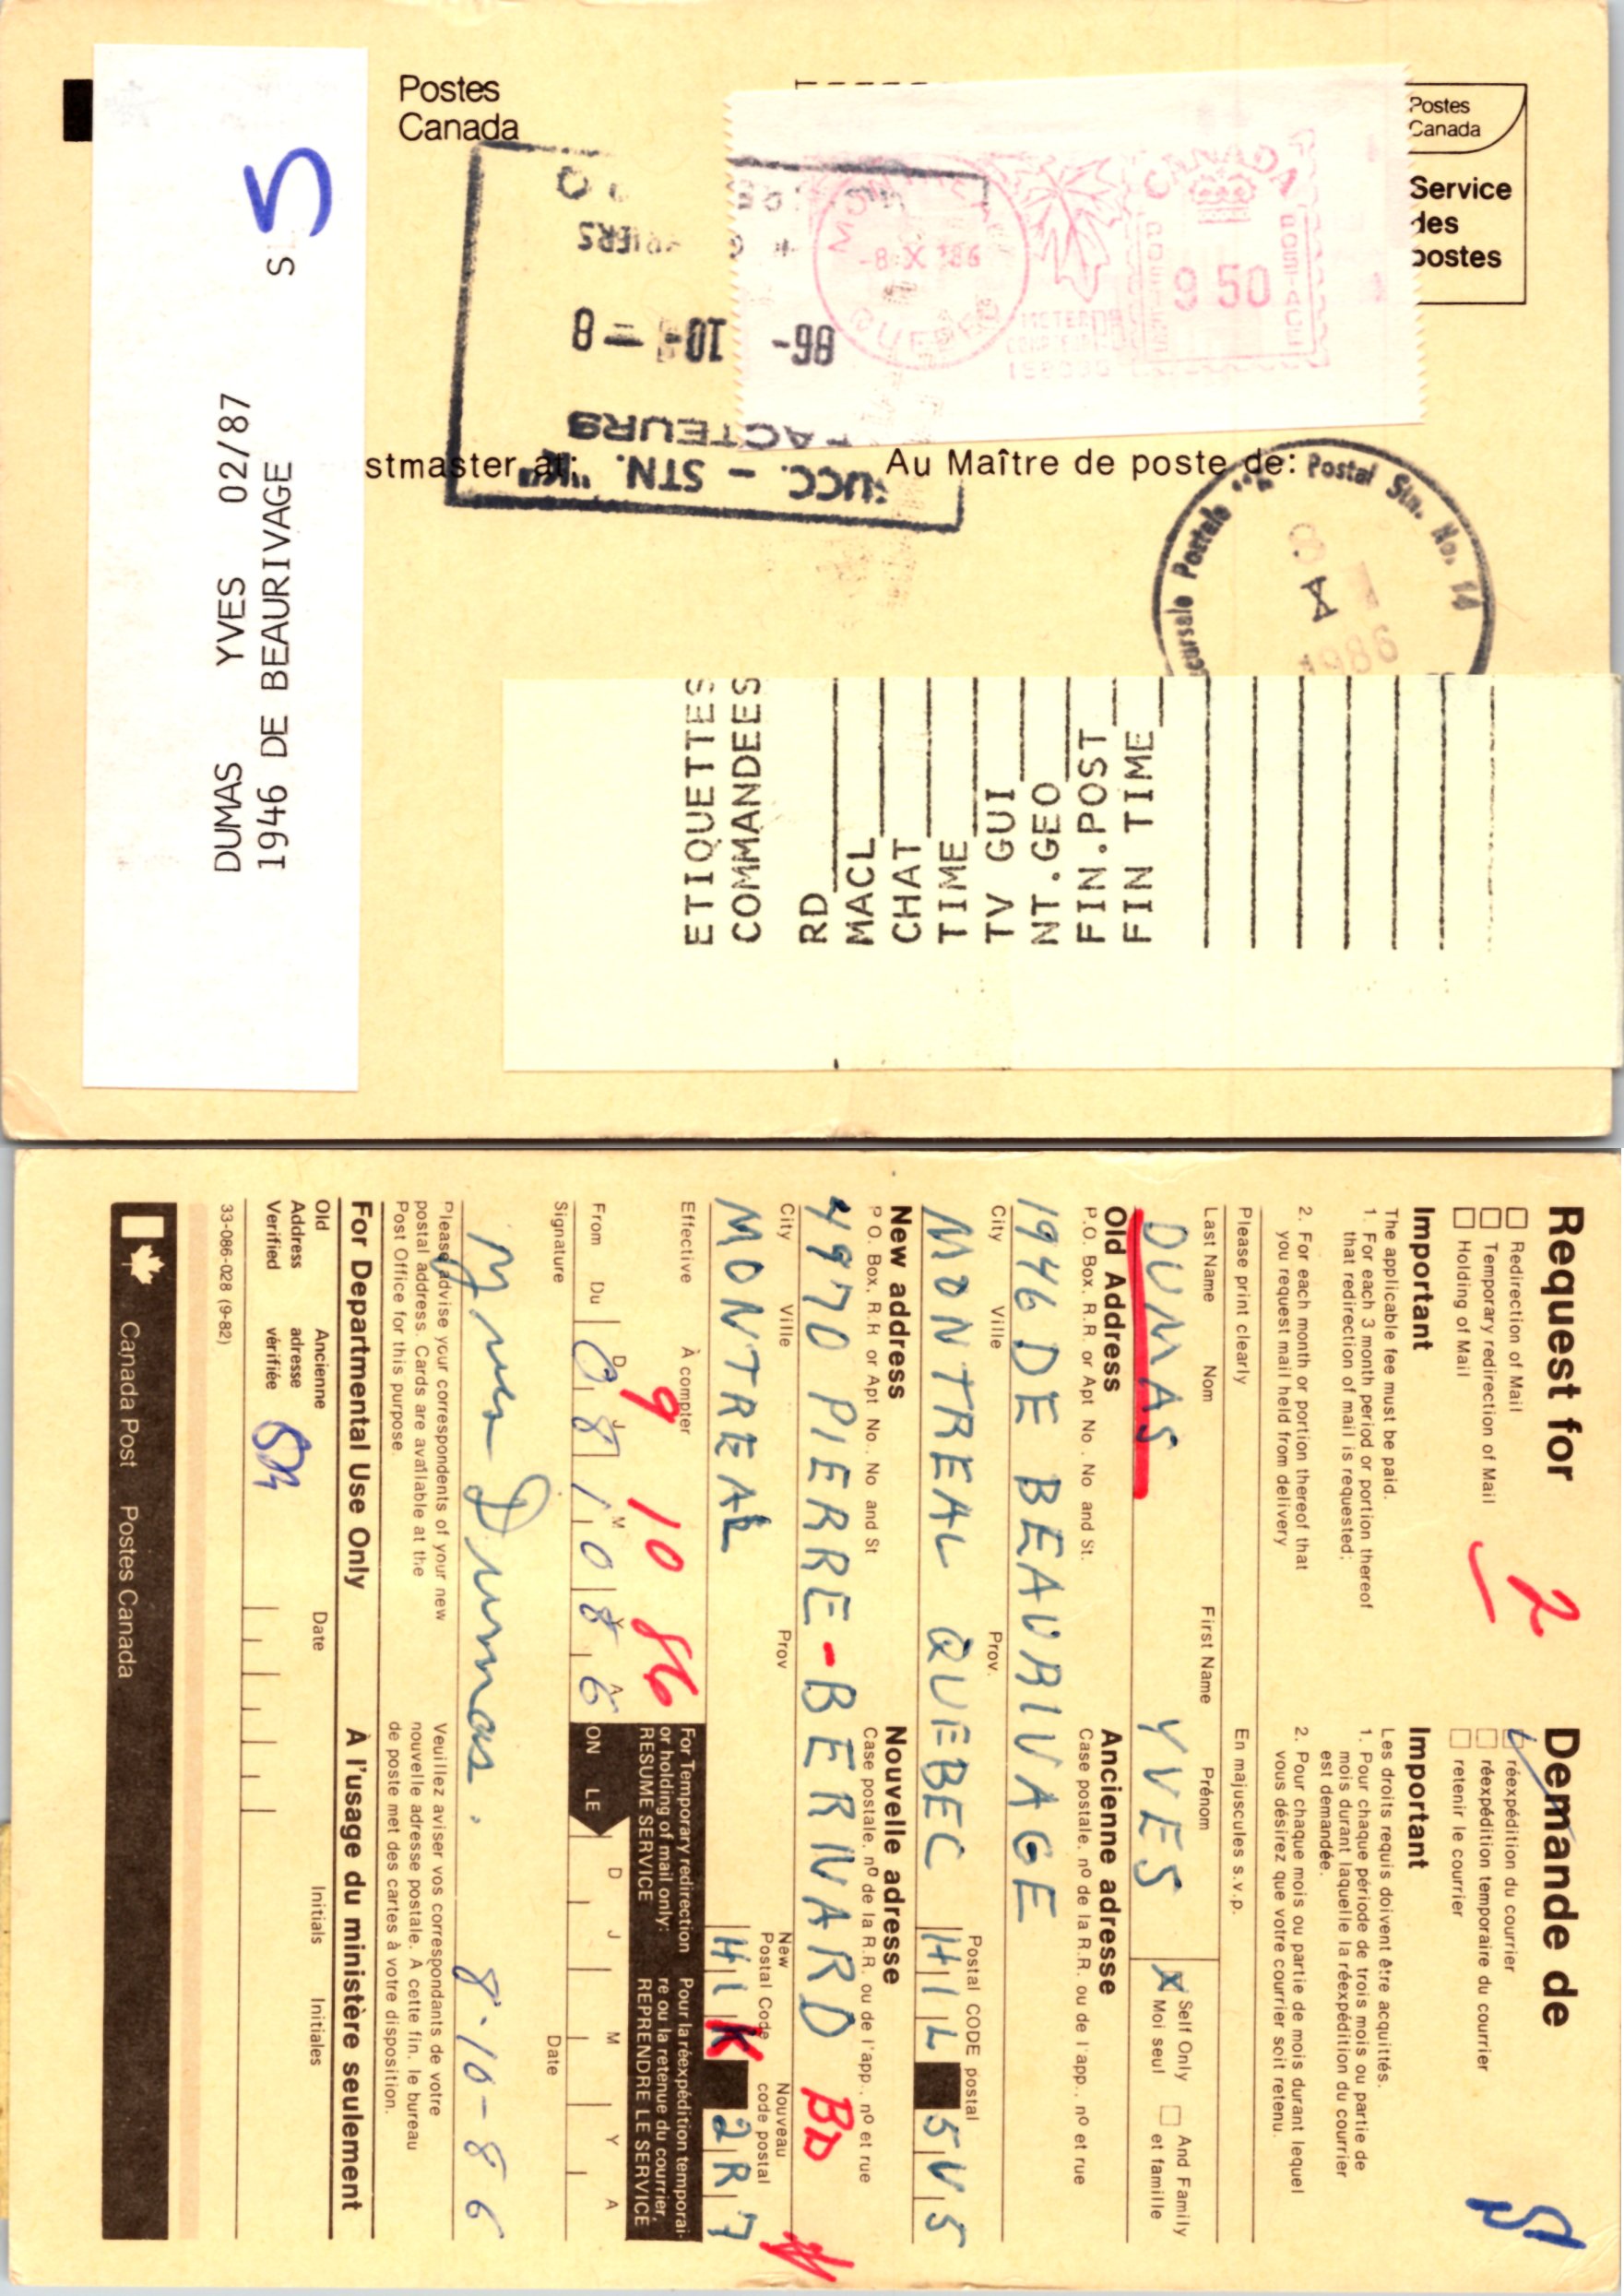 Postes
Canada
Postes
Canada
Service
des
postes
CANADA
9 50
-8 X 86
QUEBEC
METER
86- 10- -8
FACTEURS
SUCC. - STN. "K"
stmaster at:
Au Maître de poste de:
Postale
Postal Stn. No. 14
A
1986
S 5
DUMAS YVES 02/87
1946 DE BEAURIVAGE S
ETIQUETTES
COMMANDEES
RD
MACL
CHAT
TIME
TV GUI
NT.GEO
FIN.POST
FIN TIME
Request for
2
Demande de
Redirection of Mail
Temporary redirection of Mail
Holding of Mail
réexpédition du courrier
réexpédition temporaire du courrier
retenir le courrier
Important
The applicable fee must be paid.
1. For each 3 month period or portion thereof
that redirection of mail is requested;
2. For each month or portion thereof that
you request mail held from delivery
Important
Les droits requis doivent être acquittés.
1. Pour chaque période de trois mois ou partie de
mois durant laquelle la réexpédition du courrier
est demandée.
2. Pour chaque mois ou partie de mois durant lequel
vous désirez que votre courrier soit retenu.
Please print clearly
En majuscules s.v.p.
Last Name Nom First Name Prénom
DUMAS YVES
X Self Only
Moi seul
And Family
et famille
Old Address
P.O. Box. R.R. or Apt No. No and St.
Ancienne adresse
Case postale. nº de la R.R. ou de l'app., nº et rue
1946 DE BEAURIVAGE
City Ville Prov. Postal CODE postal
MONTREAL QUEBEC H1L 5V5
New address
P.O. Box. R.R or Apt No. No and St
Nouvelle adresse
Case postale. nº de la R.R. ou de l'app., nº et rue
4970 PIERRE-BERNARD
City Ville Prov
New
Postal Code
Nouveau
code postal
MONTREAL H1K 2R7
Effective À compter
9 10 86
For Temporary redirection
or holding of mail only:
RESUME SERVICE
Pour la réexpédition temporai-
re ou la retenue du courrier,
REPRENDRE LE SERVICE
From Du D J M Y A
08 10 86
ON LE D J M Y A
Signature Date
Yves Dumas. 8-10-86
Please advise your correspondents of your new
postal address. Cards are available at the
Post Office for this purpose.
Veuillez aviser vos correspondants de votre
nouvelle adresse postale. A cette fin. le bureau
de poste met des cartes à votre disposition.
For Departmental Use Only
À l'usage du ministère seulement
Old
Address
Verified
Ancienne
adresse
vérifiée
Date
Initials Initiales
33-086-028 (9-82)
Canada Post Postes Canada